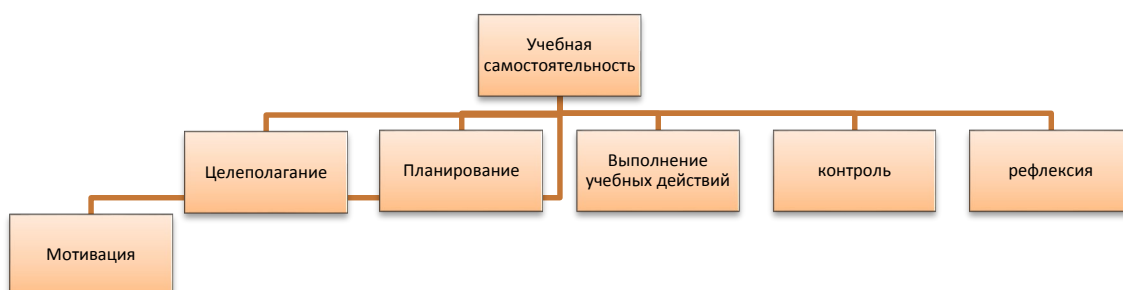 Учебная
самостоятельность
Целеполагание
Планирование
Выполнение
учебных действий
контроль
рефлексия
Мотивация